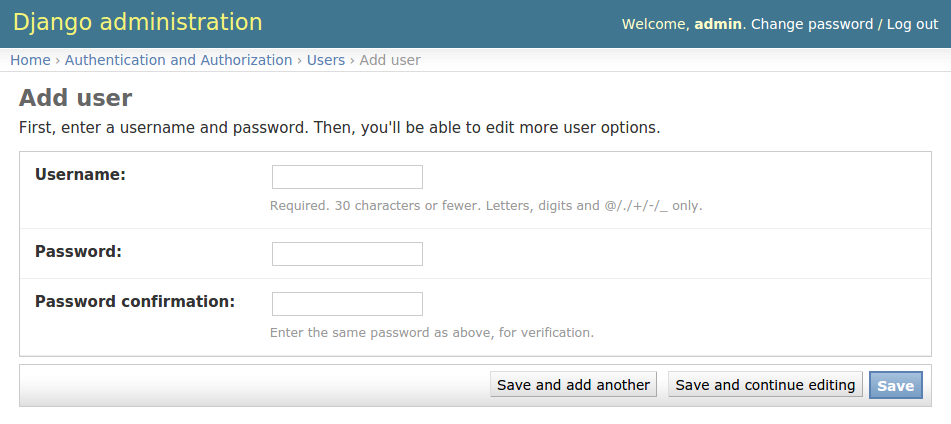 Django administration
Welcome, admin. Change password / Log out
Home › Authentication and Authorization › Users › Add user
Add user
First, enter a username and password. Then, you'll be able to edit more user options.
Username:
Required. 30 characters or fewer. Letters, digits and @/./+/-/_ only.
Password:
Password confirmation:
Enter the same password as above, for verification.
Save and add another Save and continue editing Save